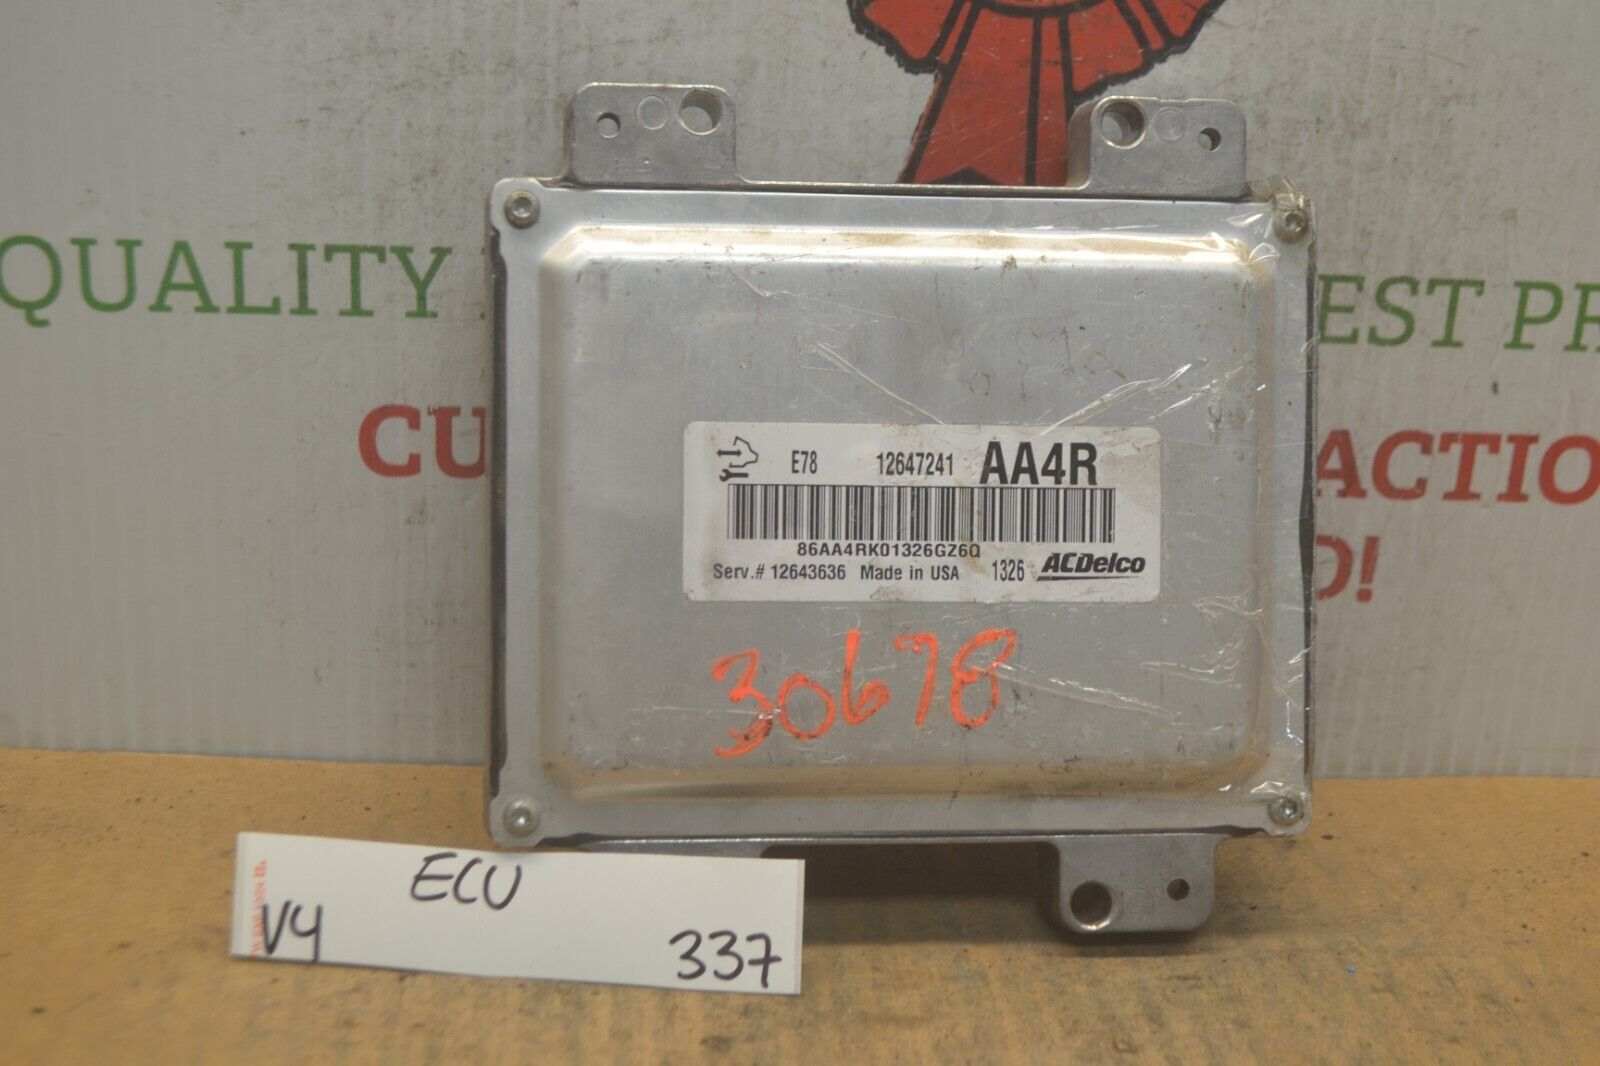 QUALITY EST PR
CU ACTIO
D!
E78 12647241 AA4R
86AA4RK01326GZ6Q
Serv.# 12643636 Made in USA 1326 ACDelco
30678
ECU
V4
337